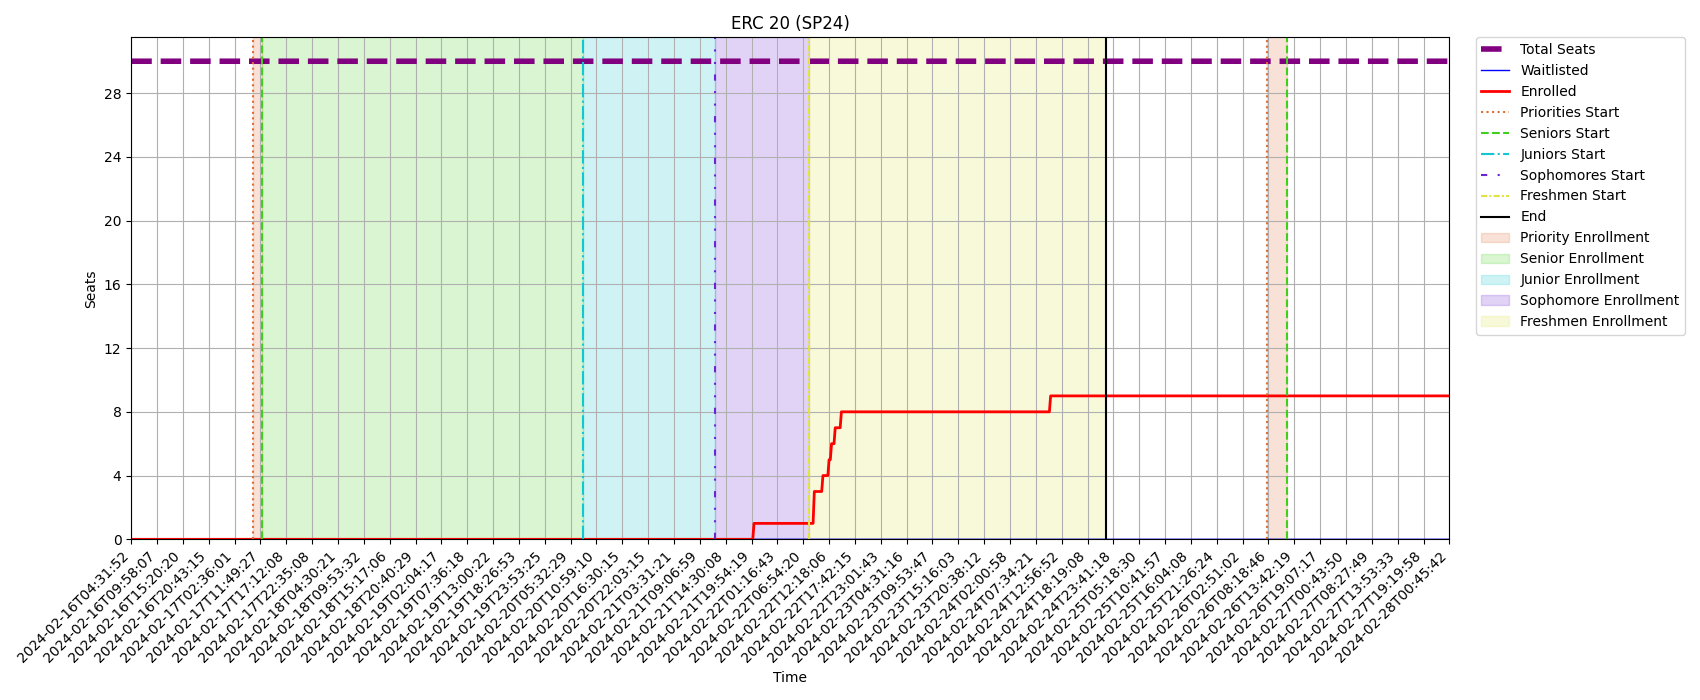 ERC 20 (SP24)
Total Seats
Waitlisted
Enrolled
Priorities Start
Seniors Start
Juniors Start
Sophomores Start
Freshmen Start
End
Priority Enrollment
Senior Enrollment
Junior Enrollment
Sophomore Enrollment
Freshmen Enrollment
Seats
28
24
20
16
12
8
4
0
2024-02-16T04:31:52
2024-02-16T09:58:07
2024-02-16T15:20:20
2024-02-16T20:43:15
2024-02-17T02:36:01
2024-02-17T11:49:27
2024-02-17T17:12:08
2024-02-17T22:35:08
2024-02-18T04:30:21
2024-02-18T09:53:32
2024-02-18T15:17:06
2024-02-18T20:40:29
2024-02-19T02:04:17
2024-02-19T07:36:18
2024-02-19T13:00:22
2024-02-19T18:26:53
2024-02-19T23:53:25
2024-02-20T05:32:29
2024-02-20T10:59:10
2024-02-20T16:30:15
2024-02-20T22:03:15
2024-02-21T03:31:21
2024-02-21T09:06:59
2024-02-21T14:30:08
2024-02-21T19:54:19
2024-02-22T01:16:43
2024-02-22T06:54:20
2024-02-22T12:18:06
2024-02-22T17:42:15
2024-02-22T23:01:43
2024-02-23T04:31:16
2024-02-23T09:53:47
2024-02-23T15:16:03
2024-02-23T20:38:12
2024-02-24T02:00:58
2024-02-24T07:34:21
2024-02-24T12:56:52
2024-02-24T18:19:09
2024-02-24T23:41:18
2024-02-25T05:18:30
2024-02-25T10:41:57
2024-02-25T16:04:08
2024-02-25T21:26:24
2024-02-26T02:51:02
2024-02-26T08:18:46
2024-02-26T13:42:19
2024-02-26T19:07:17
2024-02-27T00:43:50
2024-02-27T08:27:49
2024-02-27T13:53:33
2024-02-27T19:19:58
2024-02-28T00:45:42
Time